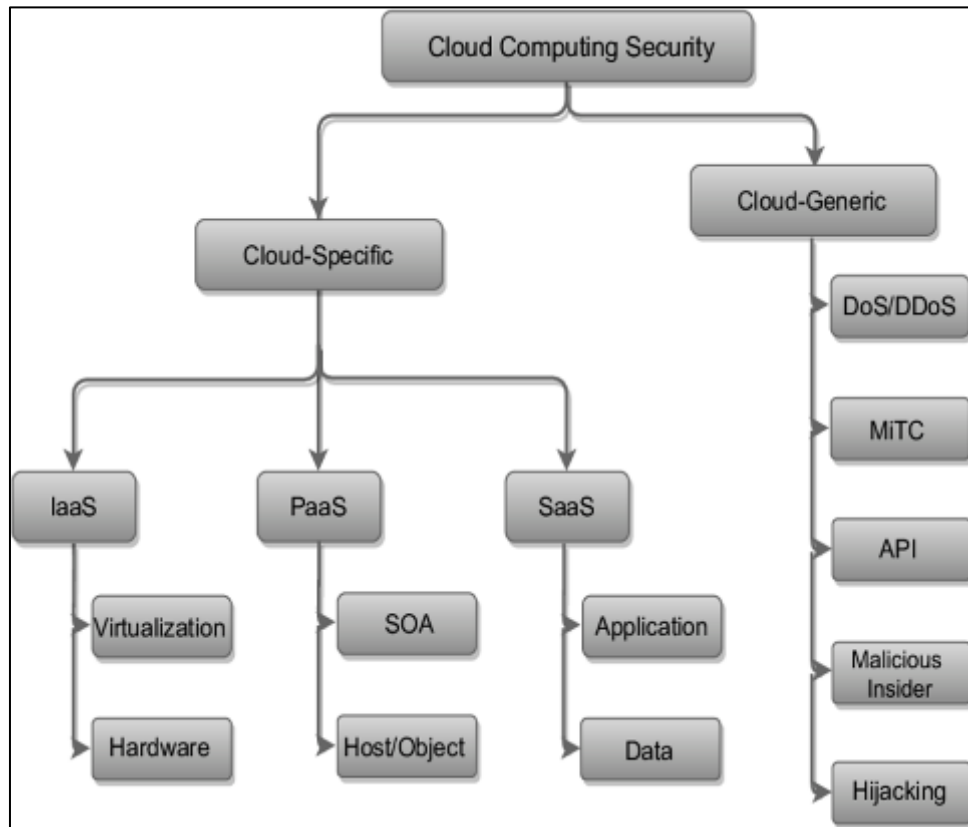 Cloud Computing Security
Cloud-Generic
Cloud-Specific
DoS/DDoS
MiTC
IaaS
PaaS
SaaS
API
Virtualization
SOA
Application
Malicious
Insider
Hardware
Host/Object
Data
Hijacking